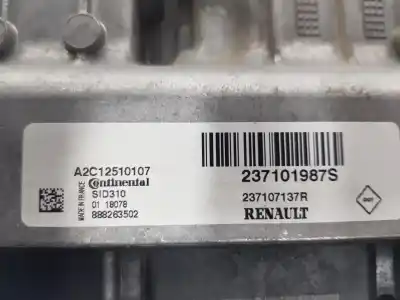 A2C12510107
Continental
SID310
01 18078
888263502
MADE IN FRANCE
237101987S
237107137R
RENAULT